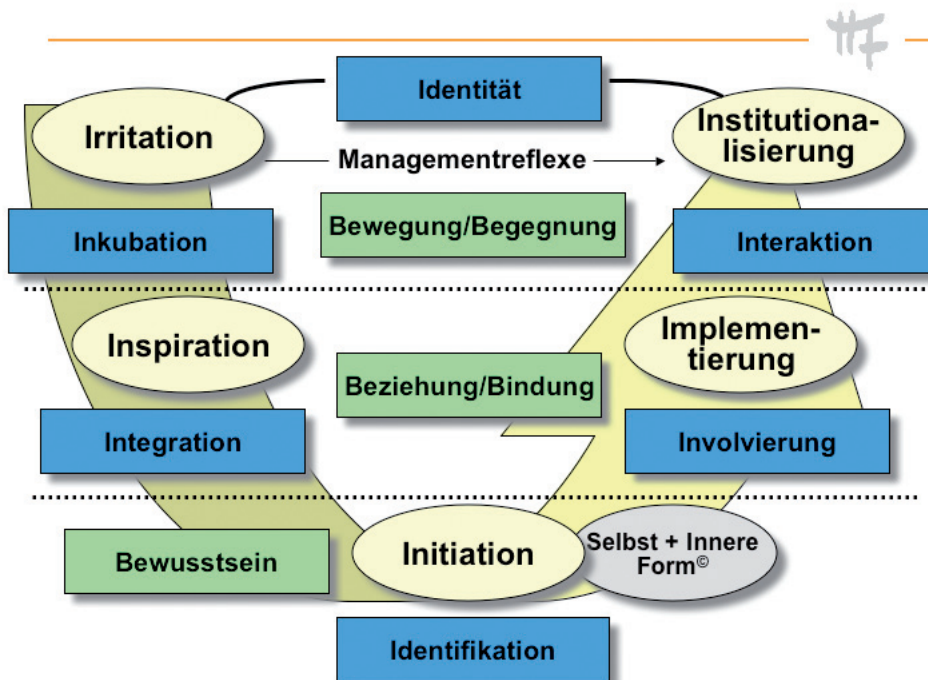 Identität
Irritation
Institutiona-
lisierung
Managementreflexe
Bewegung/Begegnung
Inkubation
Interaktion
Inspiration
Implemen-
tierung
Beziehung/Bindung
Integration
Involvierung
Bewusstsein
Initiation
Selbst + Innere
Form©
Identifikation